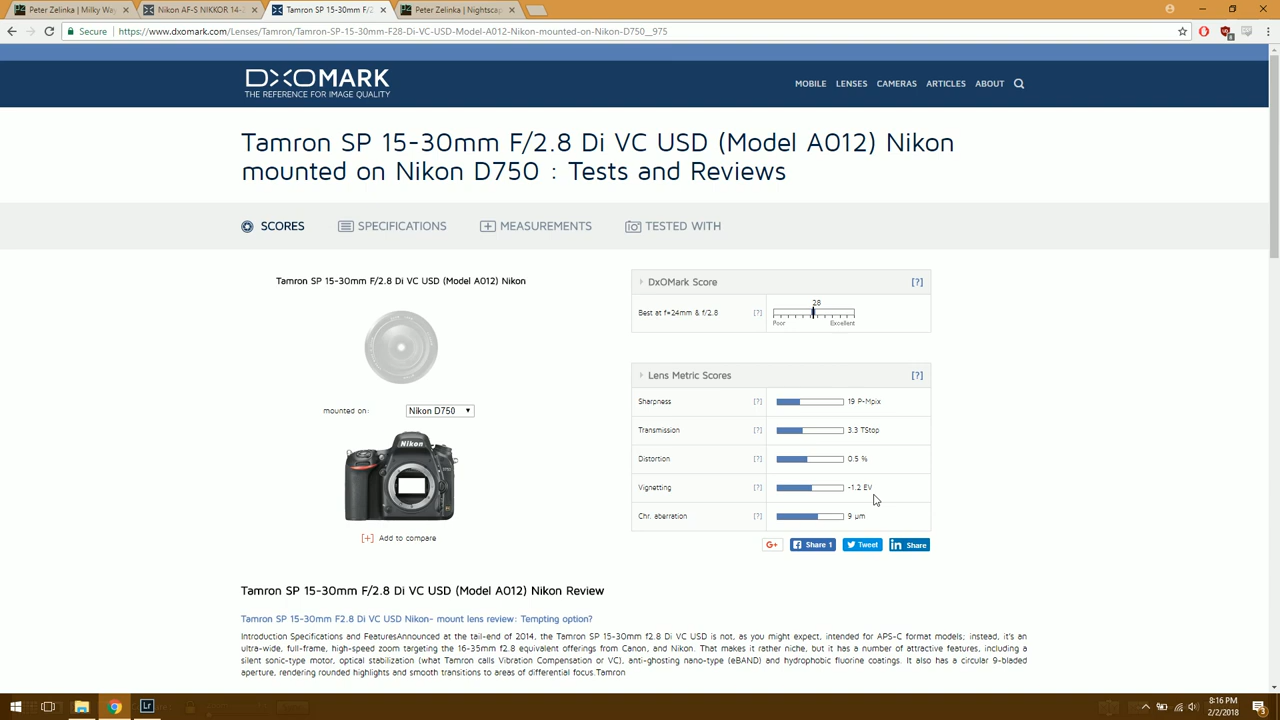 Peter Zelinka | Milky Way
Nikon AF-S NIKKOR 14-2
Tamron SP 15-30mm F/2
Peter Zelinka | Nightscap
Secure
https://www.dxomark.com/Lenses/Tamron/Tamron-SP-15-30mm-F28-Di-VC-USD-Model-A012-Nikon-mounted-on-Nikon-D750__975
DXOMARK
THE REFERENCE FOR IMAGE QUALITY
MOBILE LENSES CAMERAS ARTICLES ABOUT
Tamron SP 15-30mm F/2.8 Di VC USD (Model A012) Nikon
mounted on Nikon D750 : Tests and Reviews
SCORES SPECIFICATIONS MEASUREMENTS TESTED WITH
Tamron SP 15-30mm F/2.8 Di VC USD (Model A012) Nikon
mounted on: Nikon D750
Nikon
[+] Add to compare
DxOMark Score [?]
Best at f=24mm & f/2.8 [?] 28
Poor Excellent
Lens Metric Scores [?]
Sharpness [?] 19 P-Mpix
Transmission [?] 3.3 TStop
Distortion [?] 0.5 %
Vignetting [?] -1.2 EV
Chr. aberration [?] 9 µm
G+ Share 1 Tweet in Share
Tamron SP 15-30mm F/2.8 Di VC USD (Model A012) Nikon Review
Tamron SP 15-30mm F2.8 Di VC USD Nikon- mount lens review: Tempting option?
Introduction Specifications and FeaturesAnnounced at the tail-end of 2014, the Tamron SP 15-30mm f2.8 Di VC USD is not, as you might expect, intended for APS-C format models; instead, it's an
ultra-wide, full-frame, high-speed zoom targeting the 16-35mm f2.8 equivalent offerings from Canon, and Nikon. That makes it rather niche, but it has a number of attractive features, including a
silent sonic-type motor, optical stabilization (what Tamron calls Vibration Compensation or VC), anti-ghosting nano-type (eBAND) and hydrophobic fluorine coatings. It also has a circular 9-bladed
aperture, rendering rounded highlights and smooth transitions to areas of differential focus.Tamron
8:16 PM
2/2/2018